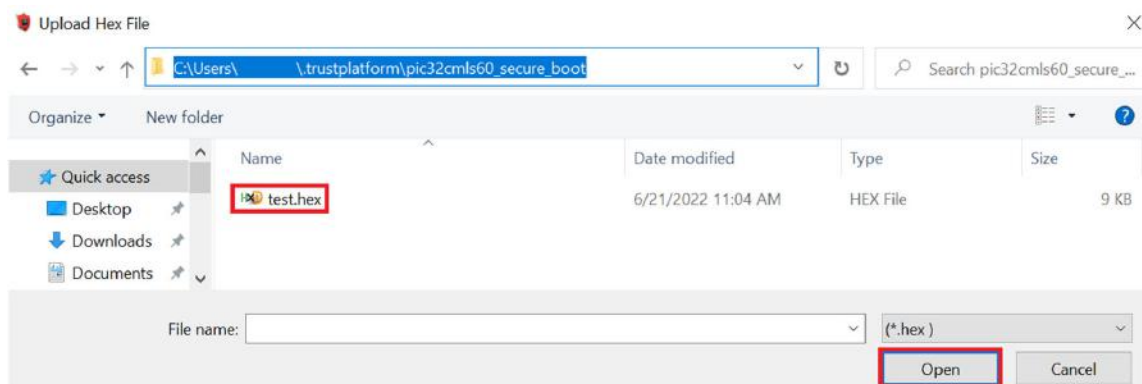 Upload Hex File
C:\Users\ \.trustplatform\pic32cmls60_secure_boot
Search pic32cmls60_secure_...
Organize New folder
Name Date modified Type Size
Quick access
test.hex 6/21/2022 11:04 AM HEX File 9 KB
Desktop
Downloads
Documents
File name: (*.hex )
Open Cancel